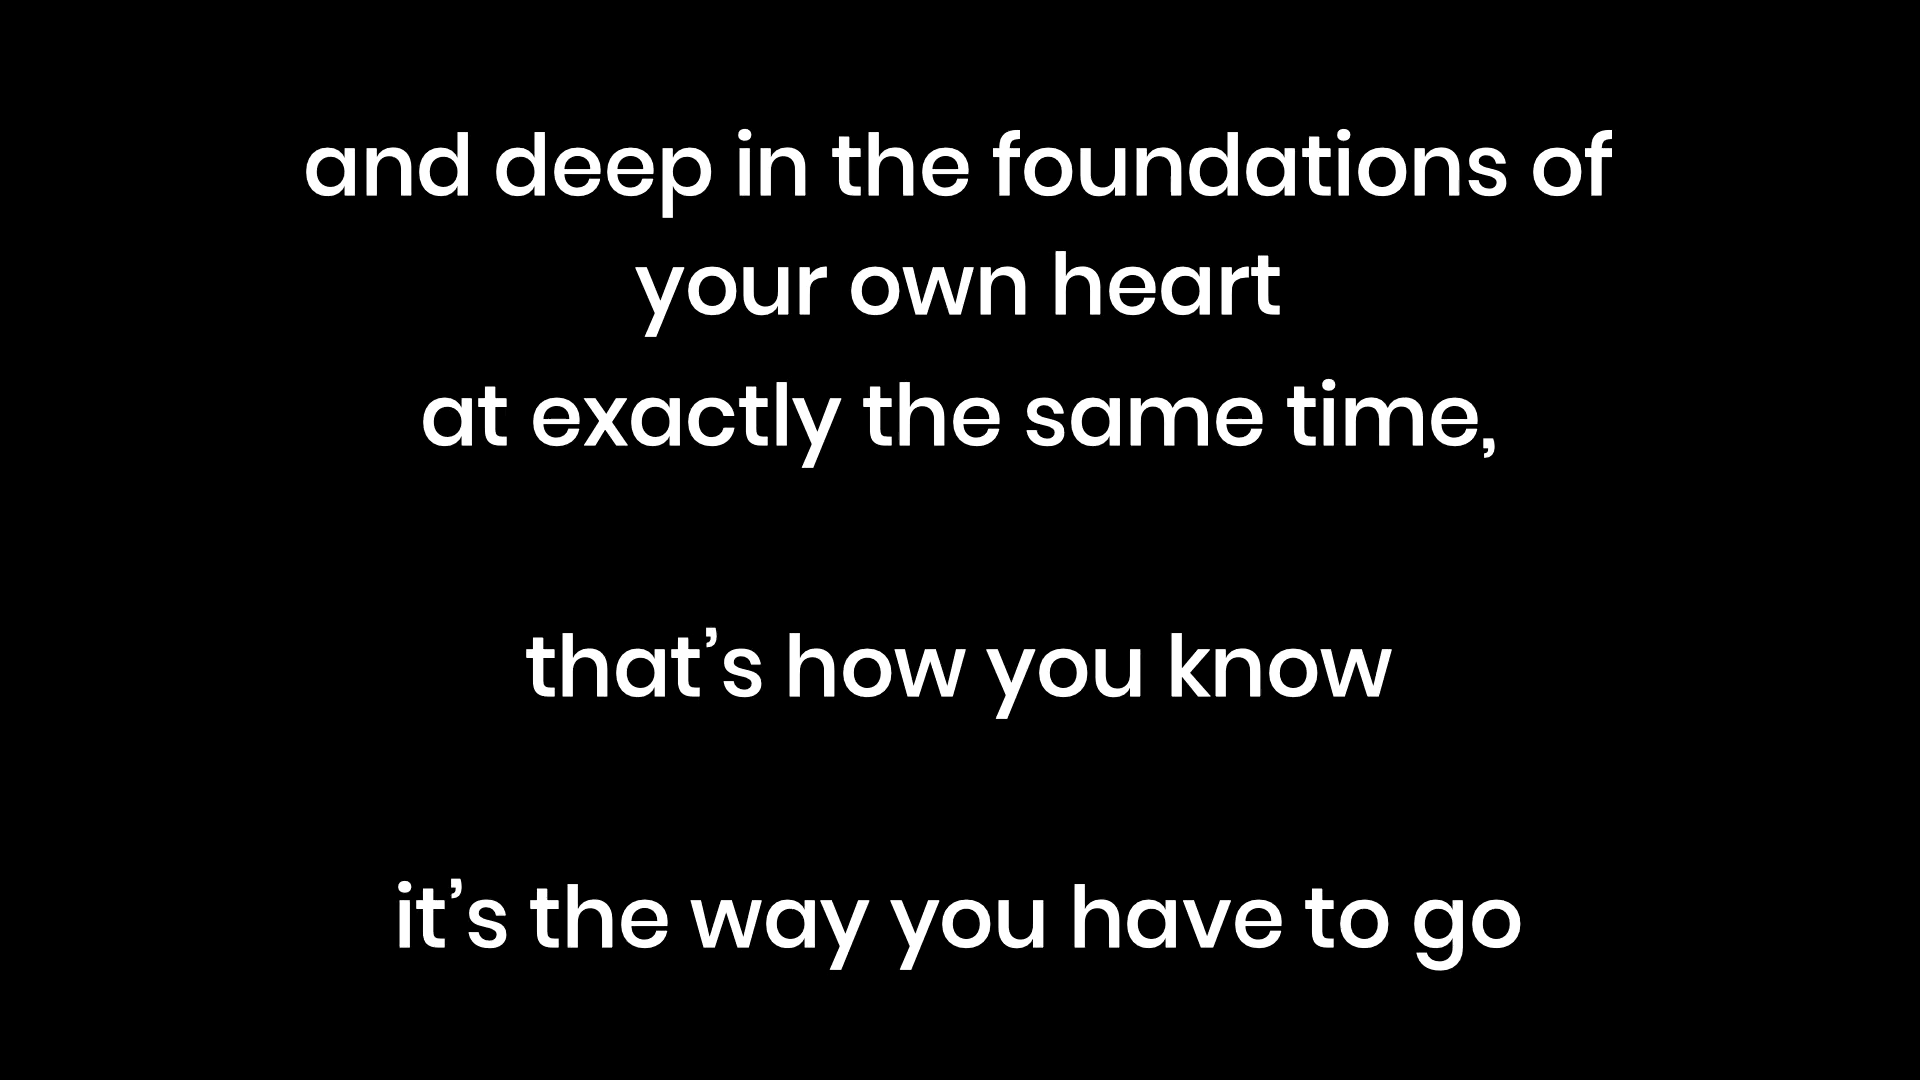 and deep in the foundations of
your own heart
at exactly the same time,
that’s how you know
it’s the way you have to go